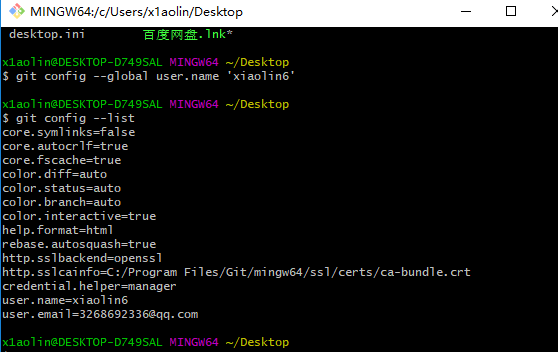 MINGW64:/c/Users/x1aolin/Desktop
desktop.ini 百度网盘.lnk*
x1aolin@DESKTOP-D749SAL MINGW64 ~/Desktop
$ git config --global user.name 'xiaolin6'
x1aolin@DESKTOP-D749SAL MINGW64 ~/Desktop
$ git config --list
core.symlinks=false
core.autocrlf=true
core.fscache=true
color.diff=auto
color.status=auto
color.branch=auto
color.interactive=true
help.format=html
rebase.autosquash=true
http.sslbackend=openssl
http.sslcainfo=C:/Program Files/Git/mingw64/ssl/certs/ca-bundle.crt
credential.helper=manager
user.name=xiaolin6
user.email=3268692336@qq.com
x1aolin@DESKTOP-D749SAL MINGW64 ~/Desktop